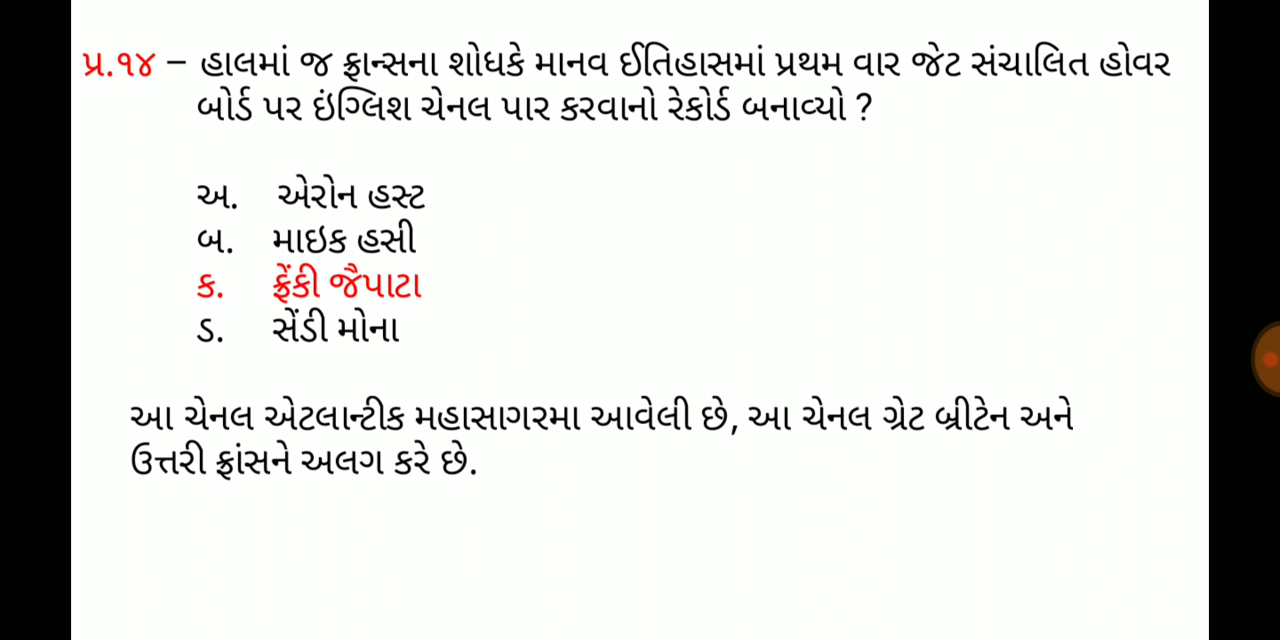 પ્ર.૧૪ – હાલમાં જ ફ્રાન્સના શોધકે માનવ ઈતિહાસમાં પ્રથમ વાર જેટ સંચાલિત હોવર
બોર્ડ પર ઇંગ્લિશ ચેનલ પાર કરવાનો રેકોર્ડ બનાવ્યો ?
અ. એરોન હસ્ટ
બ. માઇક હસી
ક. ફ્રેંકી જૈપાટા
ડ. સેંડી મોના
આ ચેનલ એટલાન્ટીક મહાસાગરમા આવેલી છે, આ ચેનલ ગ્રેટ બ્રીટેન અને
ઉત્તરી ફ્રાંસને અલગ કરે છે.